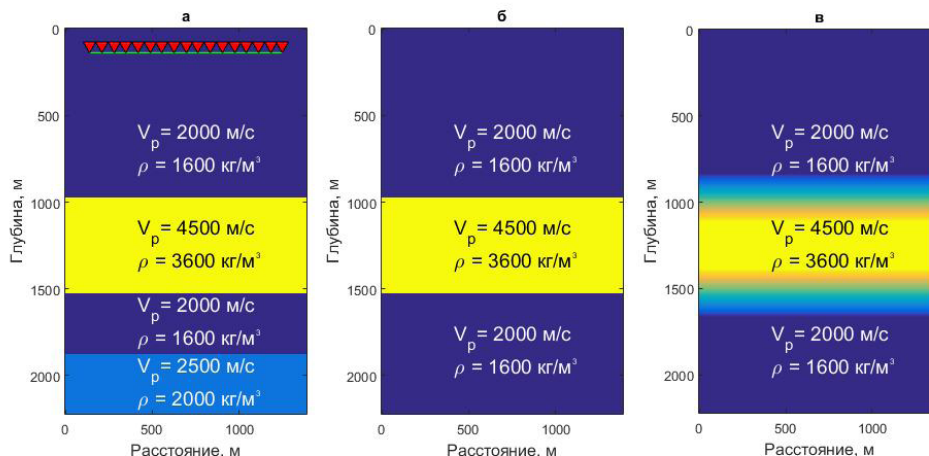 а
Глубина, м
0
500
1000
1500
2000
V_p = 2000 м/с
ρ = 1600 кг/м³
V_p = 4500 м/с
ρ = 3600 кг/м³
V_p = 2000 м/с
ρ = 1600 кг/м³
V_p = 2500 м/с
ρ = 2000 кг/м³
0
500
1000
Расстояние, м
б
Глубина, м
0
500
1000
1500
2000
V_p = 2000 м/с
ρ = 1600 кг/м³
V_p = 4500 м/с
ρ = 3600 кг/м³
V_p = 2000 м/с
ρ = 1600 кг/м³
0
500
1000
Расстояние, м
в
Глубина, м
0
500
1000
1500
2000
V_p = 2000 м/с
ρ = 1600 кг/м³
V_p = 4500 м/с
ρ = 3600 кг/м³
V_p = 2000 м/с
ρ = 1600 кг/м³
0
500
1000
Расстояние, м